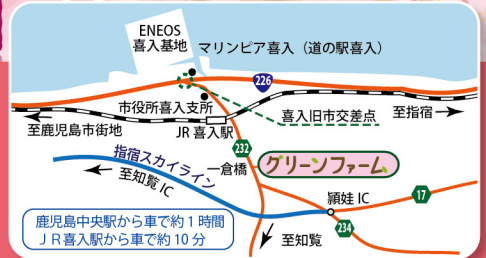 ENEOS
喜入基地
マリンピア喜入（道の駅喜入）
226
市役所喜入支所
喜入旧市交差点
至指宿
至鹿児島市街地
JR 喜入駅
232
指宿スカイライン
一倉橋
グリーンファーム
至知覧 IC
頴娃 IC
17
鹿児島中央駅から車で約1時間
ＪＲ喜入駅から車で約10分
至知覧
234